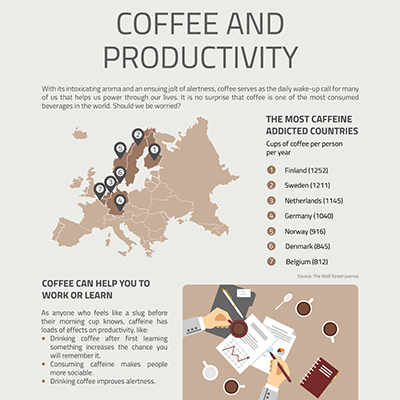 COFFEE AND
PRODUCTIVITY
With its intoxicating aroma and an ensuing jolt of alertness, coffee serves as the daily wake-up call for many
of us that helps us power through our lives. It is no surprise that coffee is one of the most consumed
beverages in the world. Should we be worried?
THE MOST CAFFEINE
ADDICTED COUNTRIES
Cups of coffee per person
per year
1 Finland (1252)
2 Sweden (1211)
3 Netherlands (1145)
4 Germany (1040)
5 Norway (916)
6 Denmark (845)
7 Belgium (812)
Source: The Wall Street Journal
2
5
1
6
3
7
4
COFFEE CAN HELP YOU TO
WORK OR LEARN
As anyone who feels like a slug before
their morning cup knows, caffeine has
loads of effects on productivity, like:
• Drinking coffee after first learning
something increases the chance you
will remember it.
• Consuming caffeine makes people
more sociable.
• Drinking coffee improves alertness.